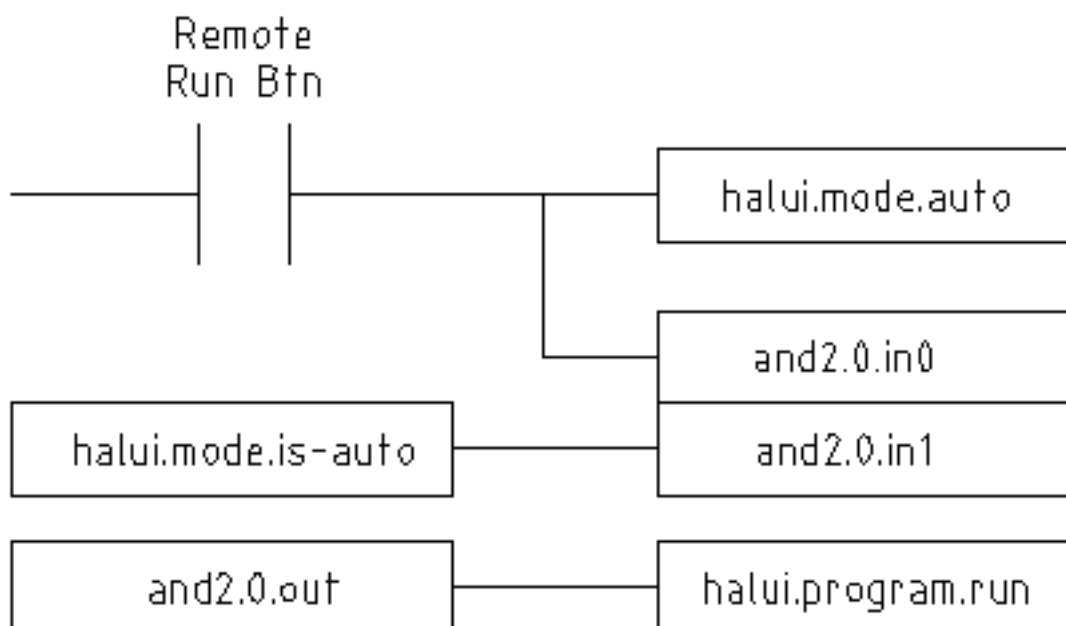 Remote
Run Btn
halui.mode.auto
and2.0.in0
halui.mode.is-auto
and2.0.in1
and2.0.out
halui.program.run